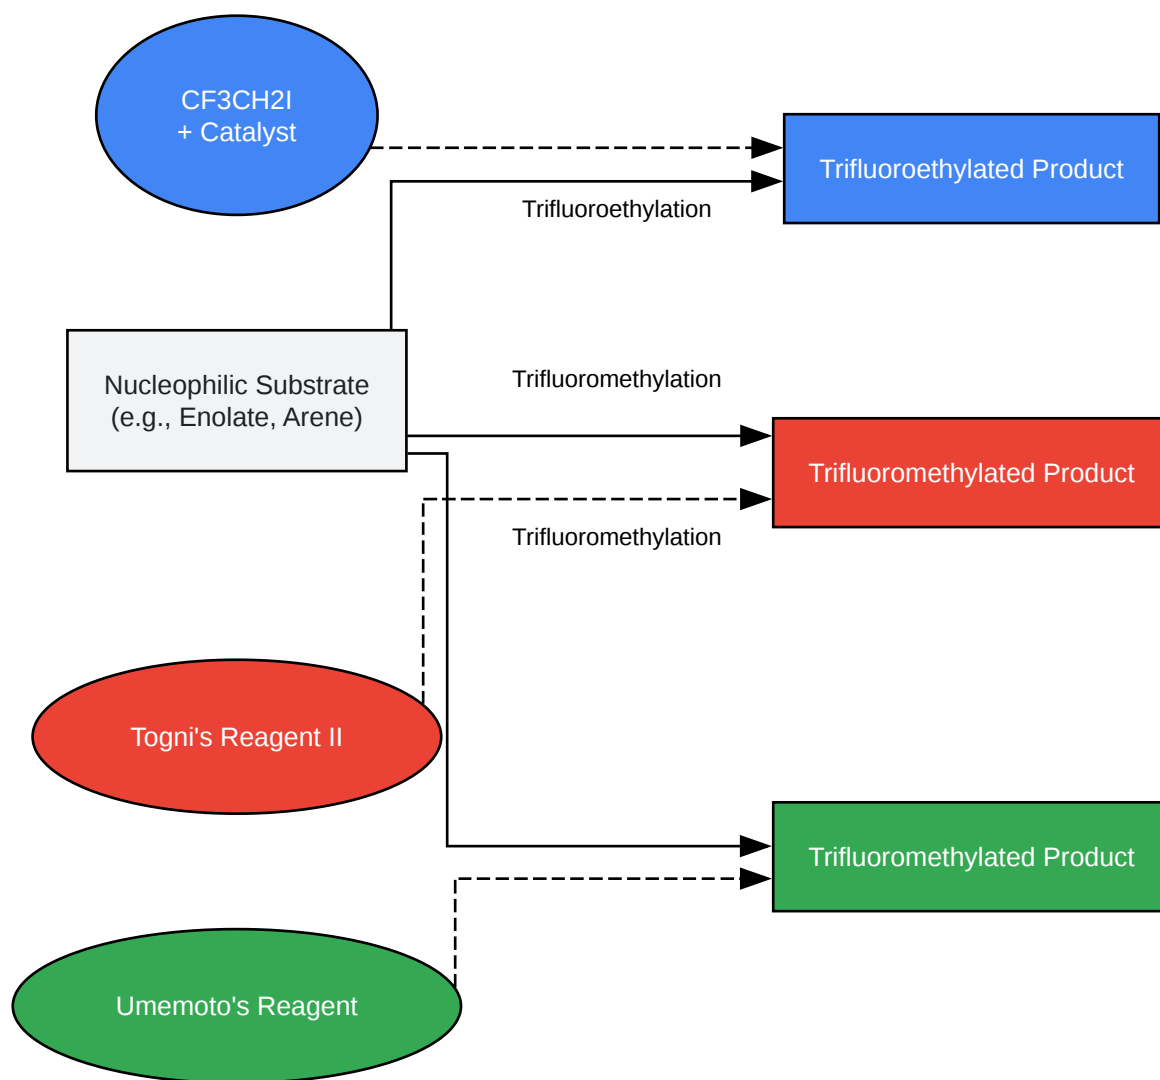 CF3CH2I
+ Catalyst
Trifluoroethylated Product
Trifluoroethylation
Nucleophilic Substrate
(e.g., Enolate, Arene)
Trifluoromethylation
Trifluoromethylated Product
Trifluoromethylation
Togni's Reagent II
Trifluoromethylated Product
Umemoto's Reagent